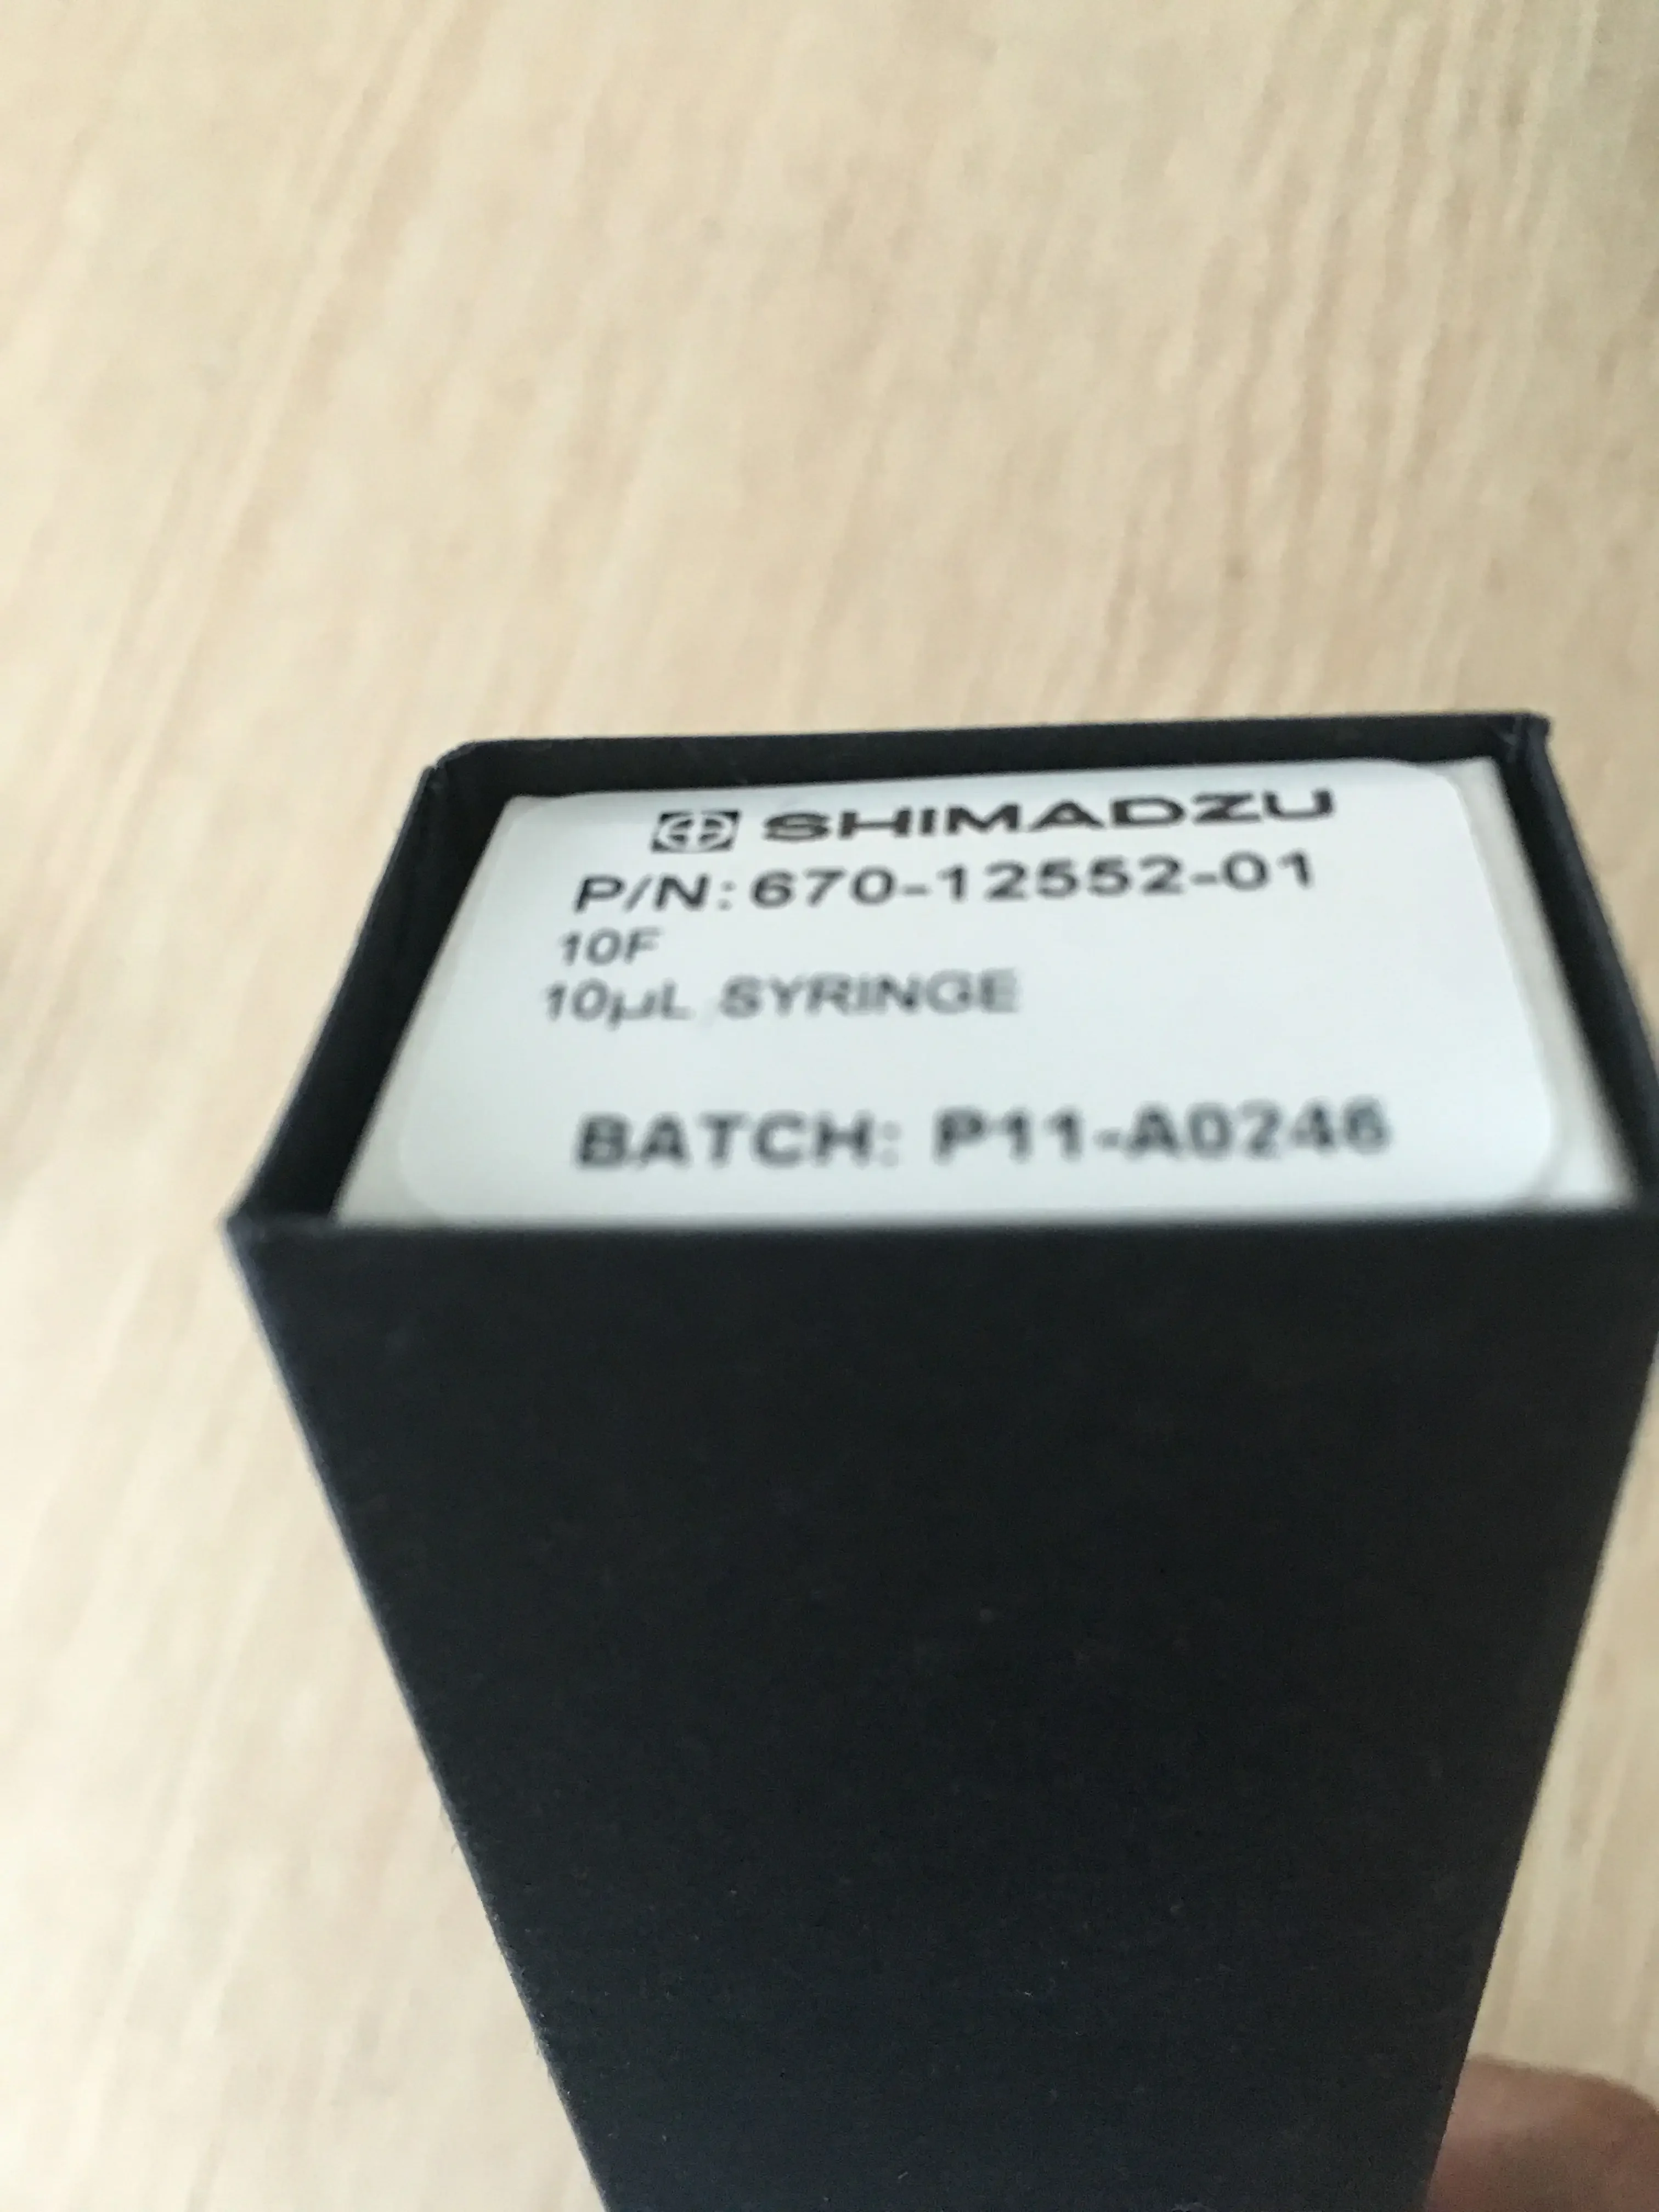 SHIMADZU
P/N: 670-12552-01
10F
10µL SYRINGE
BATCH: P11-A0246